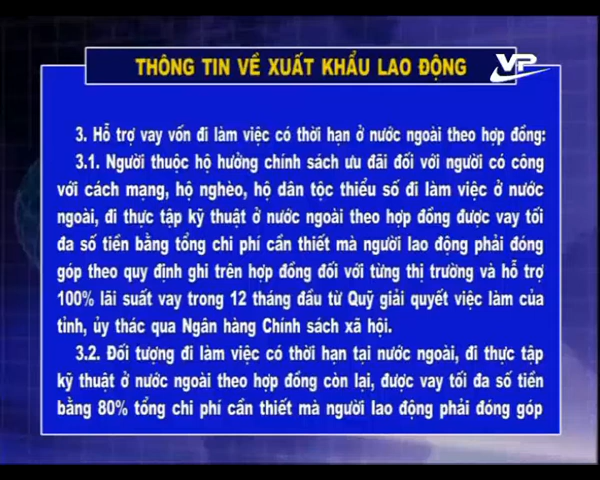 THÔNG TIN VỀ XUẤT KHẨU LAO ĐỘNG
VP
3. Hỗ trợ vay vốn đi làm việc có thời hạn ở nước ngoài theo hợp đồng:
3.1. Người thuộc hộ hưởng chính sách ưu đãi đối với người có công
với cách mạng, hộ nghèo, hộ dân tộc thiểu số đi làm việc ở nước
ngoài, đi thực tập kỹ thuật ở nước ngoài theo hợp đồng được vay tối
đa số tiền bằng tổng chi phí cần thiết mà người lao động phải đóng
góp theo quy định ghi trên hợp đồng đối với từng thị trường và hỗ trợ
100% lãi suất vay trong 12 tháng đầu từ Quỹ giải quyết việc làm của
tỉnh, ủy thác qua Ngân hàng Chính sách xã hội.
3.2. Đối tượng đi làm việc có thời hạn tại nước ngoài, đi thực tập
kỹ thuật ở nước ngoài theo hợp đồng còn lại, được vay tối đa số tiền
bằng 80% tổng chi phí cần thiết mà người lao động phải đóng góp